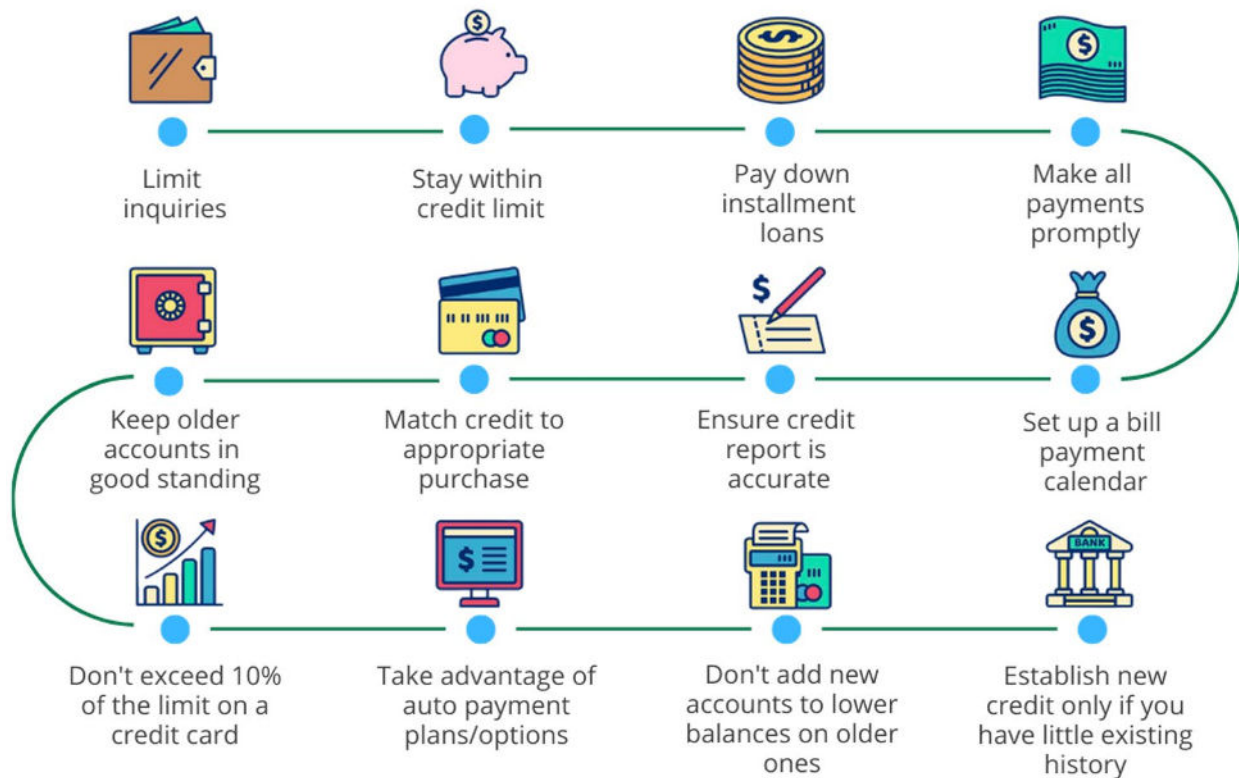 Limit
inquiries
Stay within
credit limit
Pay down
installment
loans
Make all
payments
promptly
Set up a bill
payment
calendar
Ensure credit
report is
accurate
Match credit to
appropriate
purchase
Keep older
accounts in
good standing
Don't exceed 10%
of the limit on a
credit card
Take advantage of
auto payment
plans/options
Don't add new
accounts to lower
balances on older
ones
BANK
Establish new
credit only if you
have little existing
history